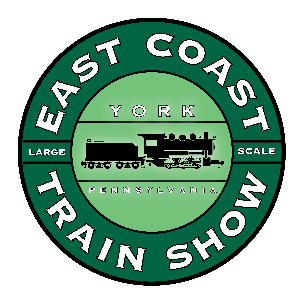 EAST COAST
YORK
LARGE SCALE
PENNSYLVANIA
TRAIN SHOW